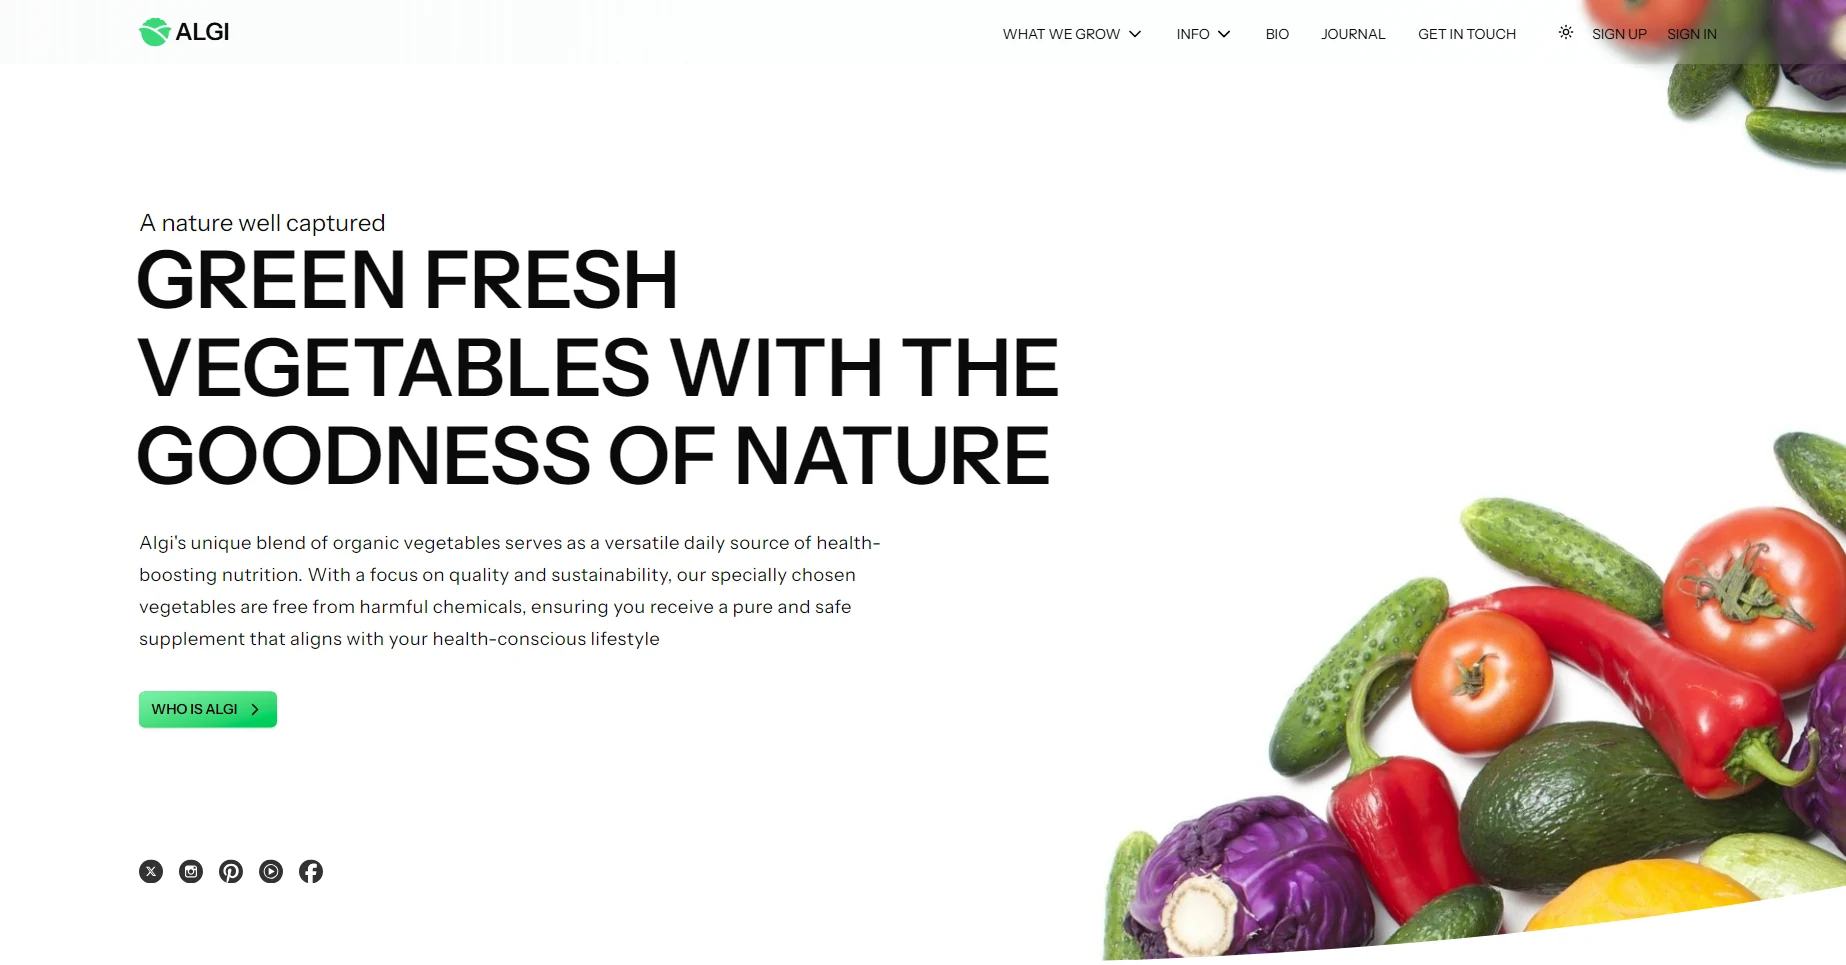 ALGI
WHAT WE GROW
INFO
BIO
JOURNAL
GET IN TOUCH
SIGN UP
SIGN IN
A nature well captured
GREEN FRESH
VEGETABLES WITH THE
GOODNESS OF NATURE
Algi's unique blend of organic vegetables serves as a versatile daily source of health-
boosting nutrition. With a focus on quality and sustainability, our specially chosen
vegetables are free from harmful chemicals, ensuring you receive a pure and safe
supplement that aligns with your health-conscious lifestyle
WHO IS ALGI